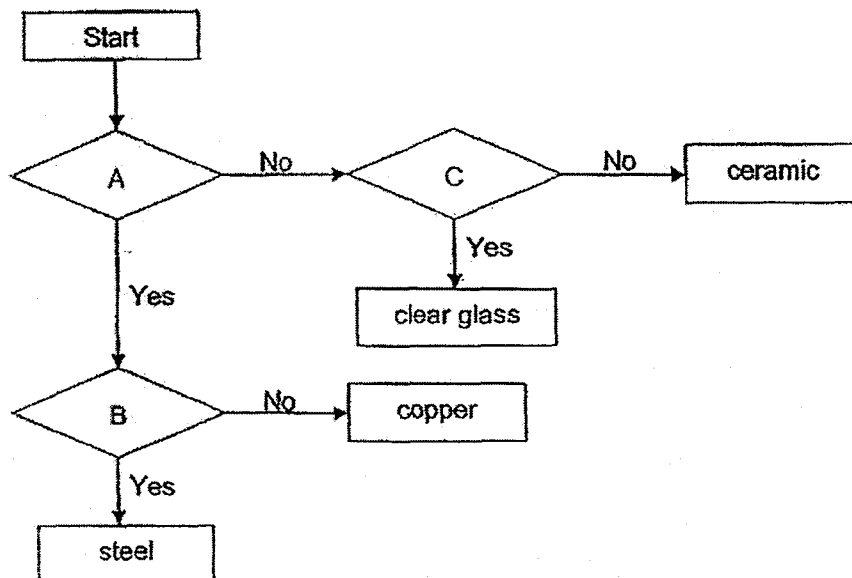 Start
A
No
C
No
ceramic
Yes
Yes
clear glass
B
No
copper
Yes
steel